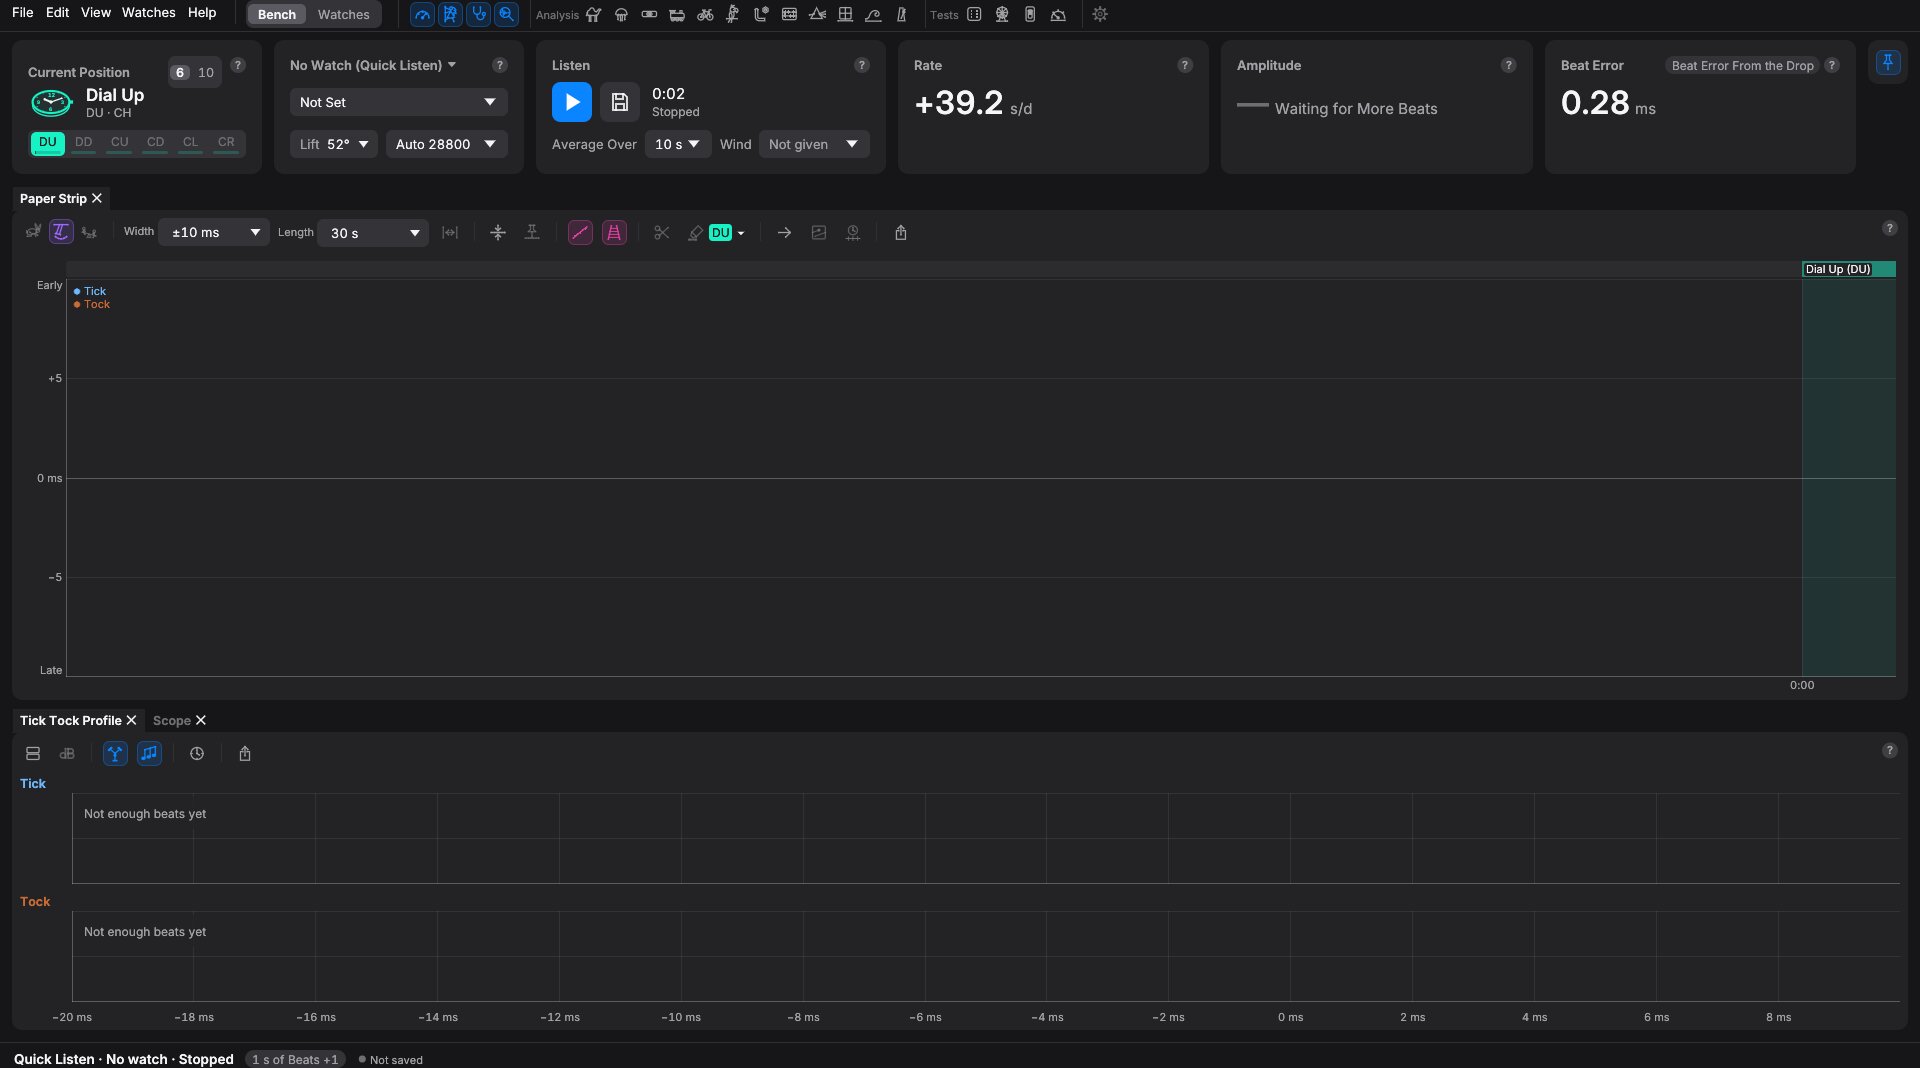 File Edit View Watches Help Bench Watches Analysis Tests
Current Position 6 10 ?
Dial Up
DU · CH
DU DD CU CD CL CR
No Watch (Quick Listen) ?
Not Set
Lift 52° Auto 28800
Listen ?
0:02
Stopped
Average Over 10 s Wind Not given
Rate ?
+39.2 s/d
Amplitude ?
Waiting for More Beats
Beat Error Beat Error From the Drop ?
0.28 ms
Paper Strip
Width ±10 ms Length 30 s DU ?
Dial Up (DU)
Early
Tick
Tock
+5
0 ms
−5
Late
0:00
Tick Tock Profile Scope
dB ?
Tick
Not enough beats yet
Tock
Not enough beats yet
−20 ms −18 ms −16 ms −14 ms −12 ms −10 ms −8 ms −6 ms −4 ms −2 ms 0 ms 2 ms 4 ms 6 ms 8 ms
Quick Listen · No watch · Stopped 1 s of Beats +1 Not saved